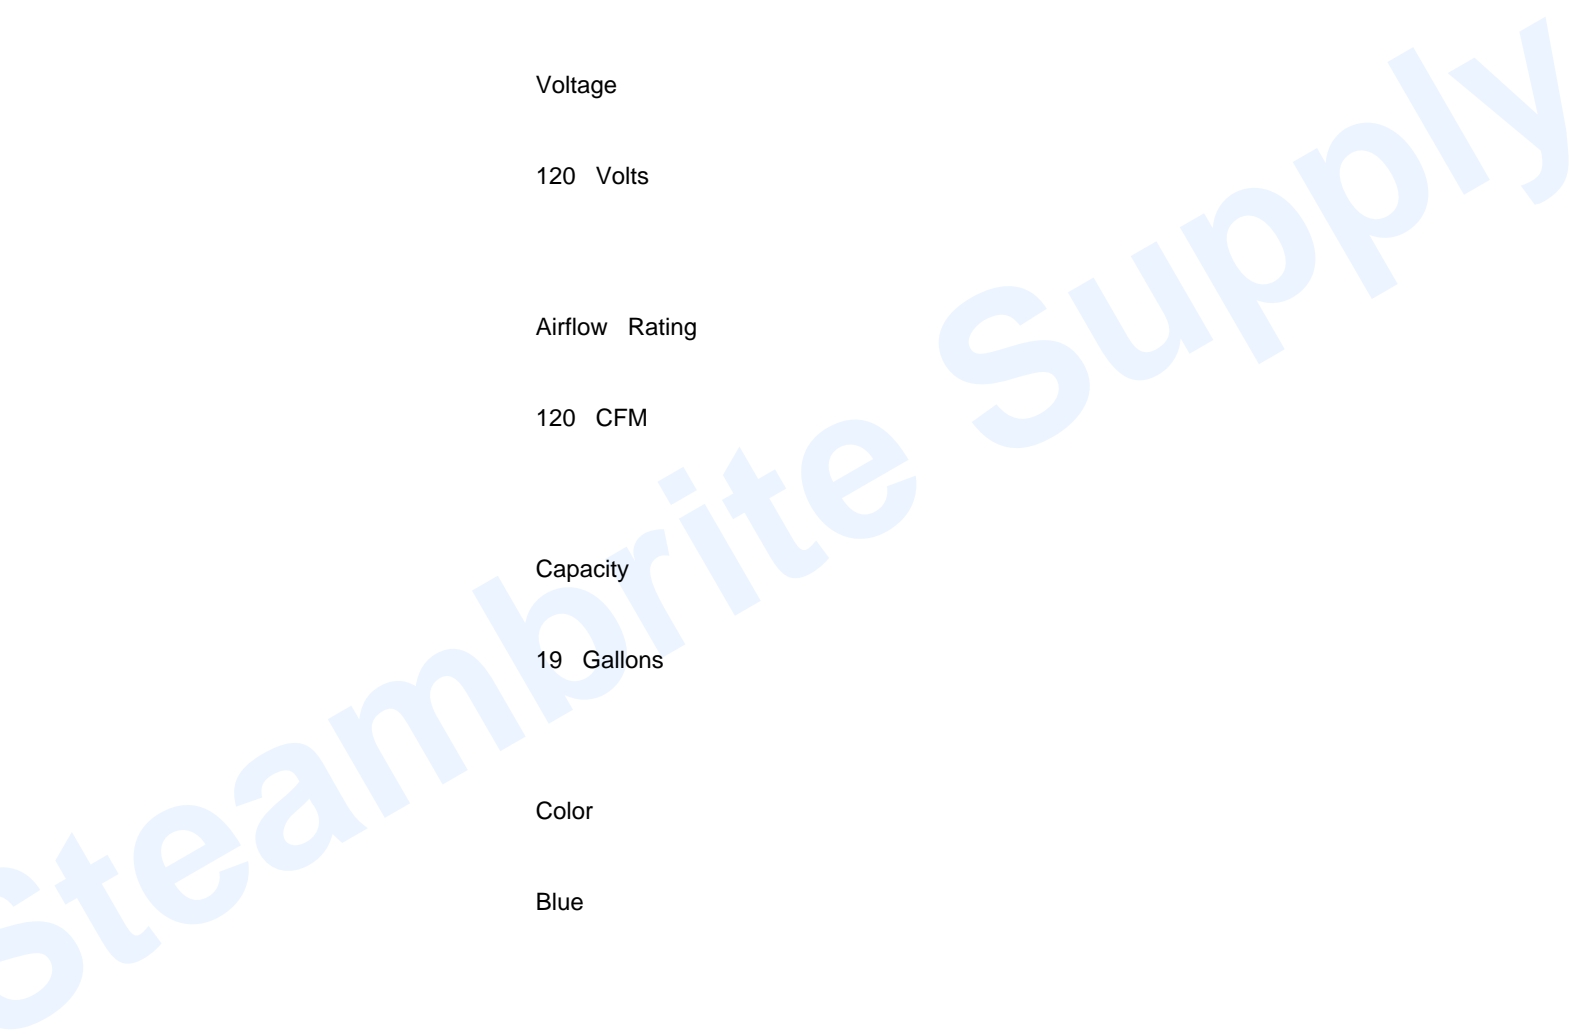 Voltage
120 Volts
Airflow Rating
120 CFM
Capacity
19 Gallons
Color
Blue
Steambrite Supply